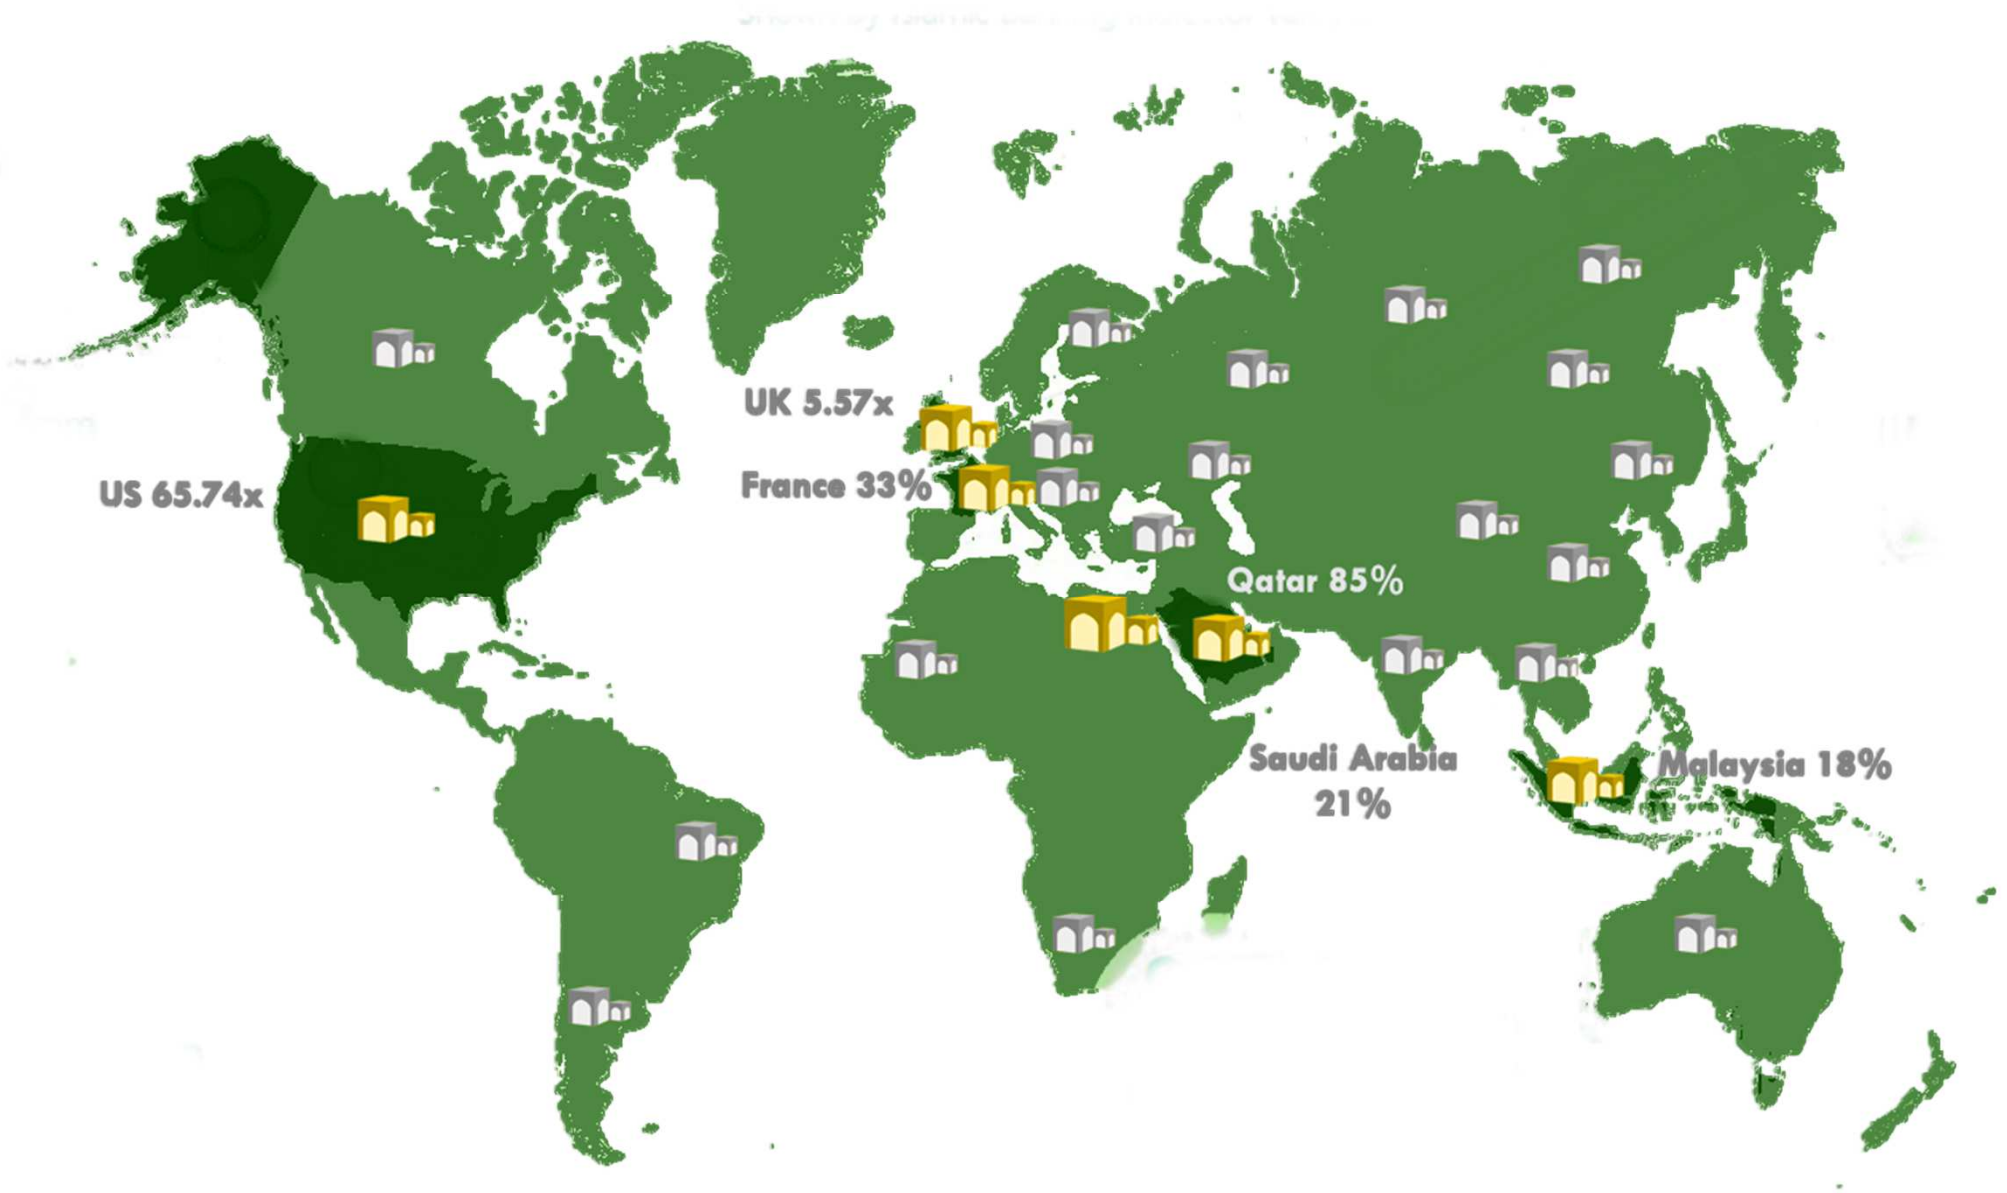 UK 5.57x
France 33%
US 65.74x
Qatar 85%
Saudi Arabia
21%
Malaysia 18%